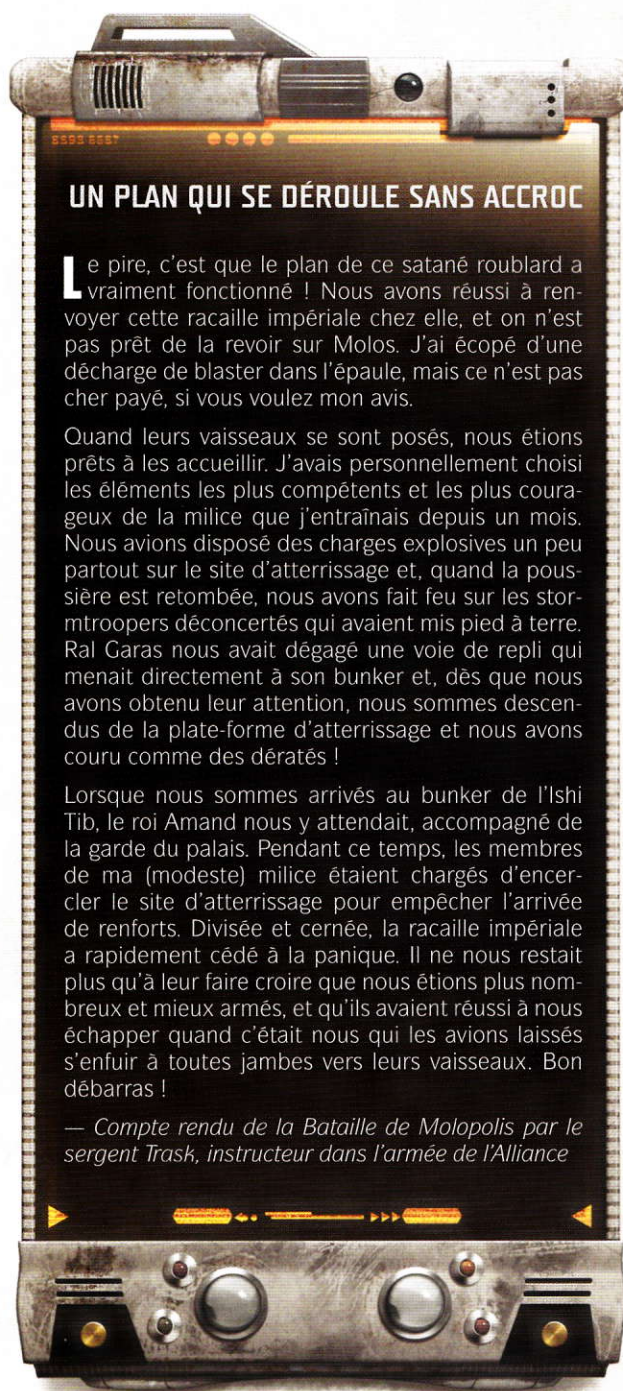 UN PLAN QUI SE DÉROULE SANS ACCROC
Le pire, c'est que le plan de ce satané roublard a
vraiment fonctionné ! Nous avons réussi à ren-
voyer cette racaille impériale chez elle, et on n'est
pas prêt de la revoir sur Molos. J'ai écopé d'une
décharge de blaster dans l'épaule, mais ce n'est pas
cher payé, si vous voulez mon avis.
Quand leurs vaisseaux se sont posés, nous étions
prêts à les accueillir. J'avais personnellement choisi
les éléments les plus compétents et les plus coura-
geux de la milice que j'entraînais depuis un mois.
Nous avions disposé des charges explosives un peu
partout sur le site d'atterrissage et, quand la pous-
sière est retombée, nous avons fait feu sur les stor-
mtroopers déconcertés qui avaient mis pied à terre.
Ral Garas nous avait dégagé une voie de repli qui
menait directement à son bunker et, dès que nous
avons obtenu leur attention, nous sommes descen-
dus de la plate-forme d'atterrissage et nous avons
couru comme des dératés !
Lorsque nous sommes arrivés au bunker de l'Ishi
Tib, le roi Amand nous y attendait, accompagné de
la garde du palais. Pendant ce temps, les membres
de ma (modeste) milice étaient chargés d'encer-
cler le site d'atterrissage pour empêcher l'arrivée
de renforts. Divisée et cernée, la racaille impériale
a rapidement cédé à la panique. Il ne nous restait
plus qu'à leur faire croire que nous étions plus nom-
breux et mieux armés, et qu'ils avaient réussi à nous
échapper quand c'était nous qui les avions laissés
s'enfuir à toutes jambes vers leurs vaisseaux. Bon
débarras !
— Compte rendu de la Bataille de Molopolis par le
sergent Trask, instructeur dans l'armée de l'Alliance